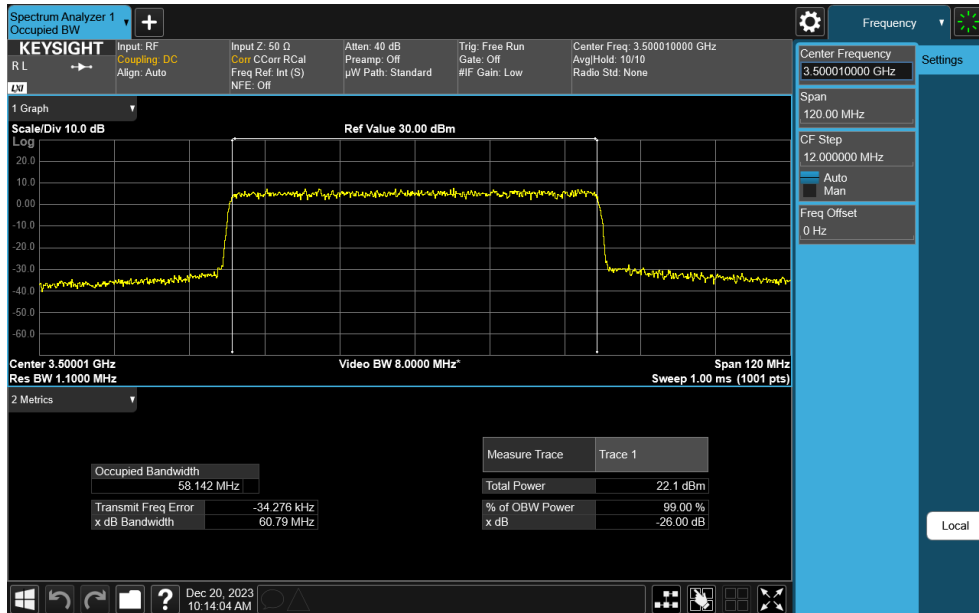 Spectrum Analyzer 1
Occupied BW
Frequency
KEYSIGHT
RL
LXI
Input: RF
Coupling: DC
Align: Auto
Input Z: 50 Ω
Corr CCorr RCal
Freq Ref: Int (S)
NFE: Off
Atten: 40 dB
Preamp: Off
µW Path: Standard
Trig: Free Run
Gate: Off
#IF Gain: Low
Center Freq: 3.500010000 GHz
Avg|Hold: 10/10
Radio Std: None
Center Frequency
3.500010000 GHz
Settings
Span
120.00 MHz
CF Step
12.000000 MHz
Auto
Man
Freq Offset
0 Hz
Local
1 Graph
Scale/Div 10.0 dB
Ref Value 30.00 dBm
Log
20.0
10.0
0.00
-10.0
-20.0
-30.0
-40.0
-50.0
-60.0
Center 3.50001 GHz
Video BW 8.0000 MHz*
Span 120 MHz
Res BW 1.1000 MHz
Sweep 1.00 ms (1001 pts)
2 Metrics
Measure Trace Trace 1
Occupied Bandwidth
58.142 MHz
Total Power 22.1 dBm
Transmit Freq Error -34.276 kHz
% of OBW Power 99.00 %
x dB Bandwidth 60.79 MHz
x dB -26.00 dB
?
Dec 20, 2023
10:14:04 AM